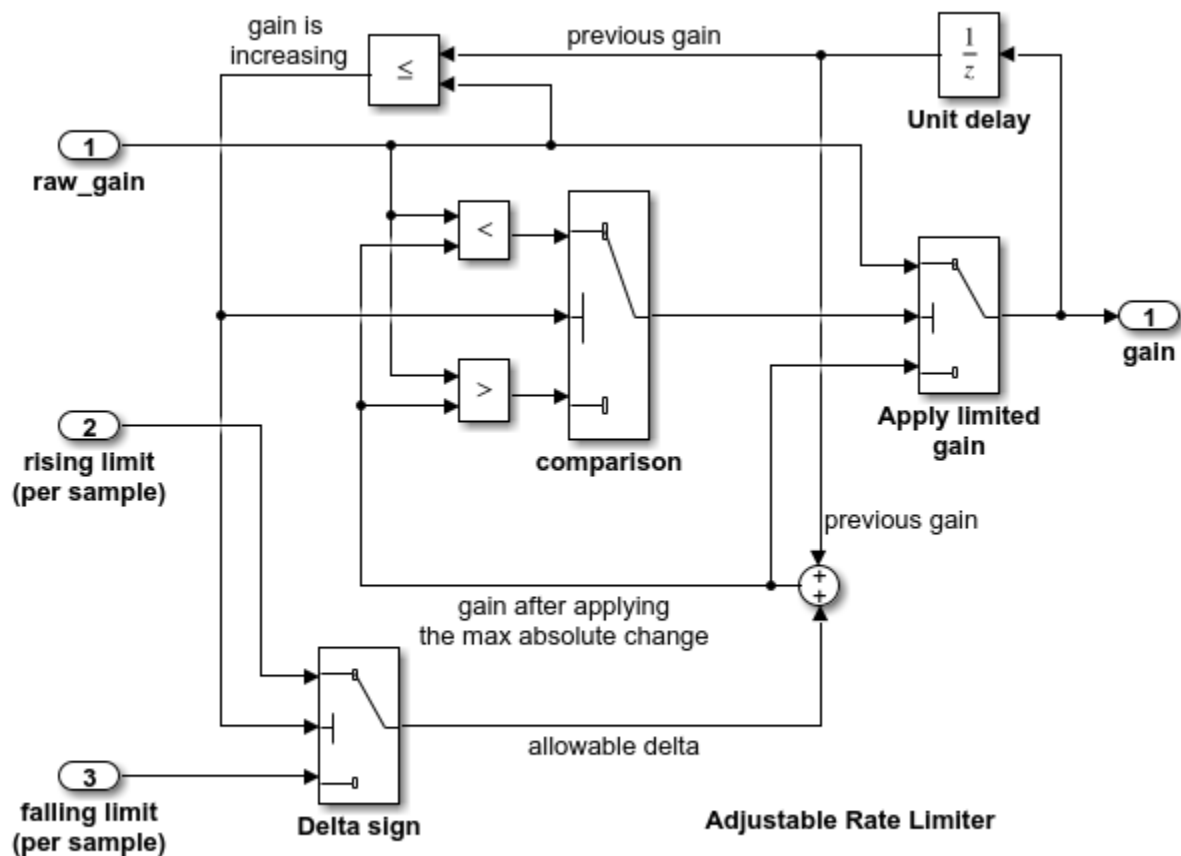 gain is
increasing
previous gain
≤
1
z
Unit delay
1
raw_gain
<
>
comparison
Apply limited
gain
1
gain
2
rising limit
(per sample)
previous gain
+
+
gain after applying
the max absolute change
allowable delta
3
falling limit
(per sample)
Delta sign
Adjustable Rate Limiter